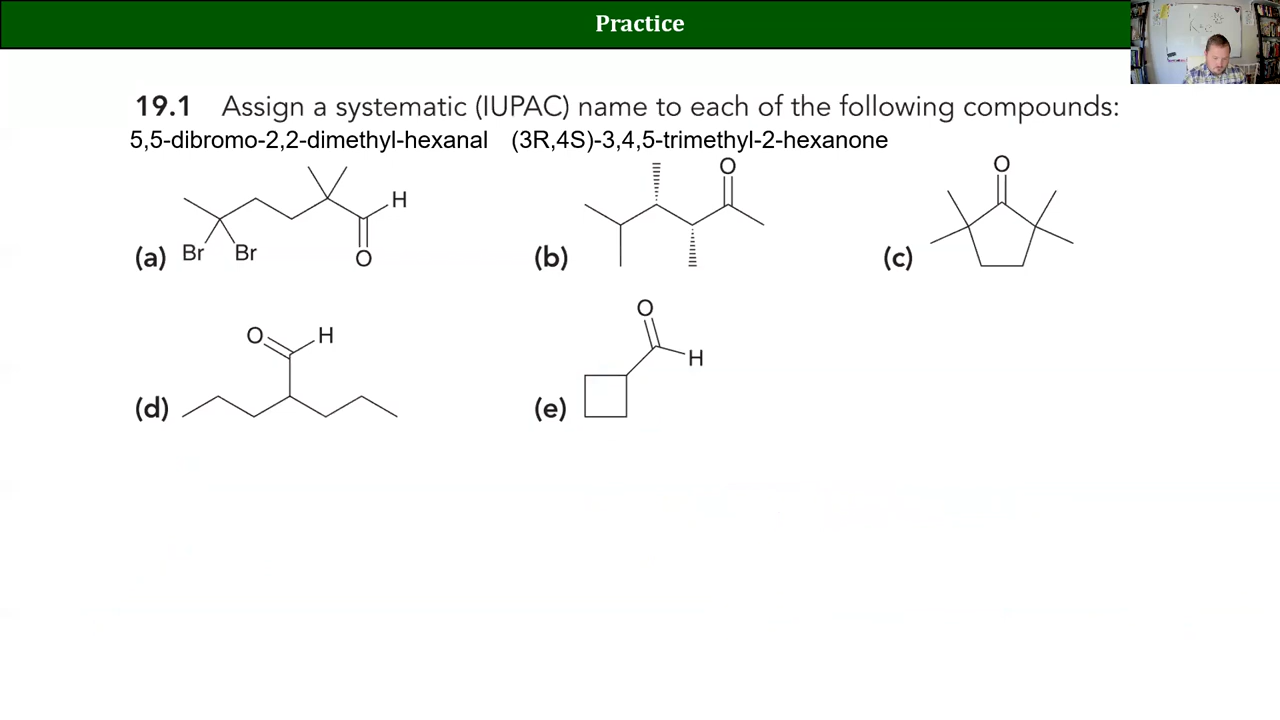 Practice
19.1 Assign a systematic (IUPAC) name to each of the following compounds:
5,5-dibromo-2,2-dimethyl-hexanal (3R,4S)-3,4,5-trimethyl-2-hexanone
(a) Br Br H O
(b) O
(c) O
(d) O H
(e) O H